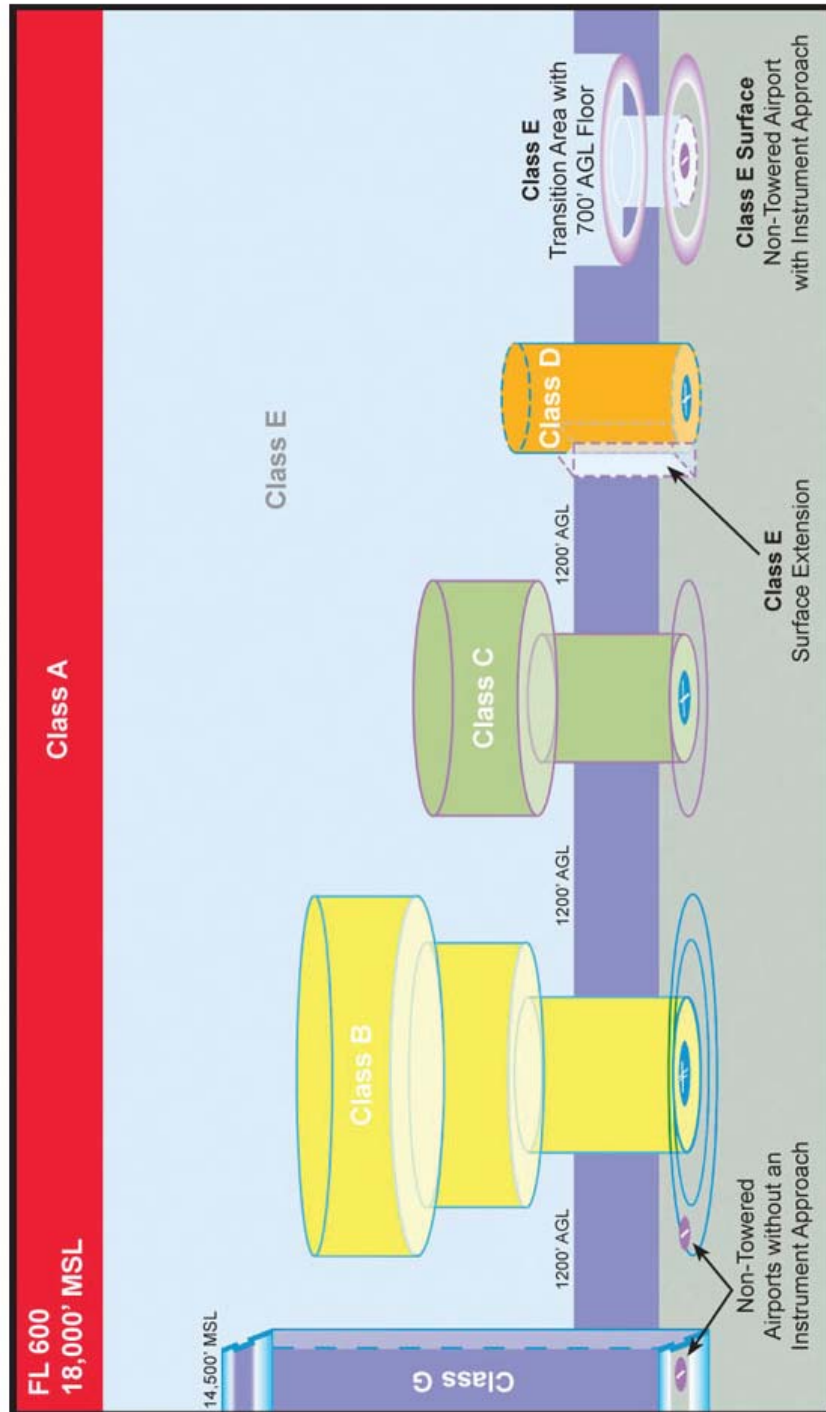 FL 600
18,000' MSL
Class A
Class E
14,500' MSL
Class G
Class B
Class C
Class D
1200' AGL
1200' AGL
1200' AGL
Class E
Transition Area with
700' AGL Floor
Non-Towered
Airports without an
Instrument Approach
Class E
Surface Extension
Class E Surface
Non-Towered Airport
with Instrument Approach